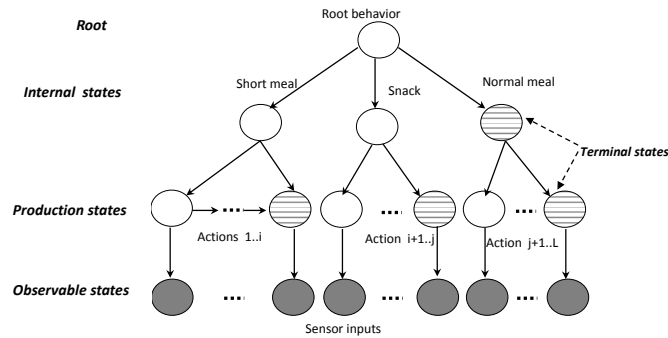 Root behavior
Root
Short meal
Normal meal
Internal states
Snack
Terminal states
Production states
Actions 1..i
Action i+1..j
Action j+1..L
Observable states
Sensor inputs